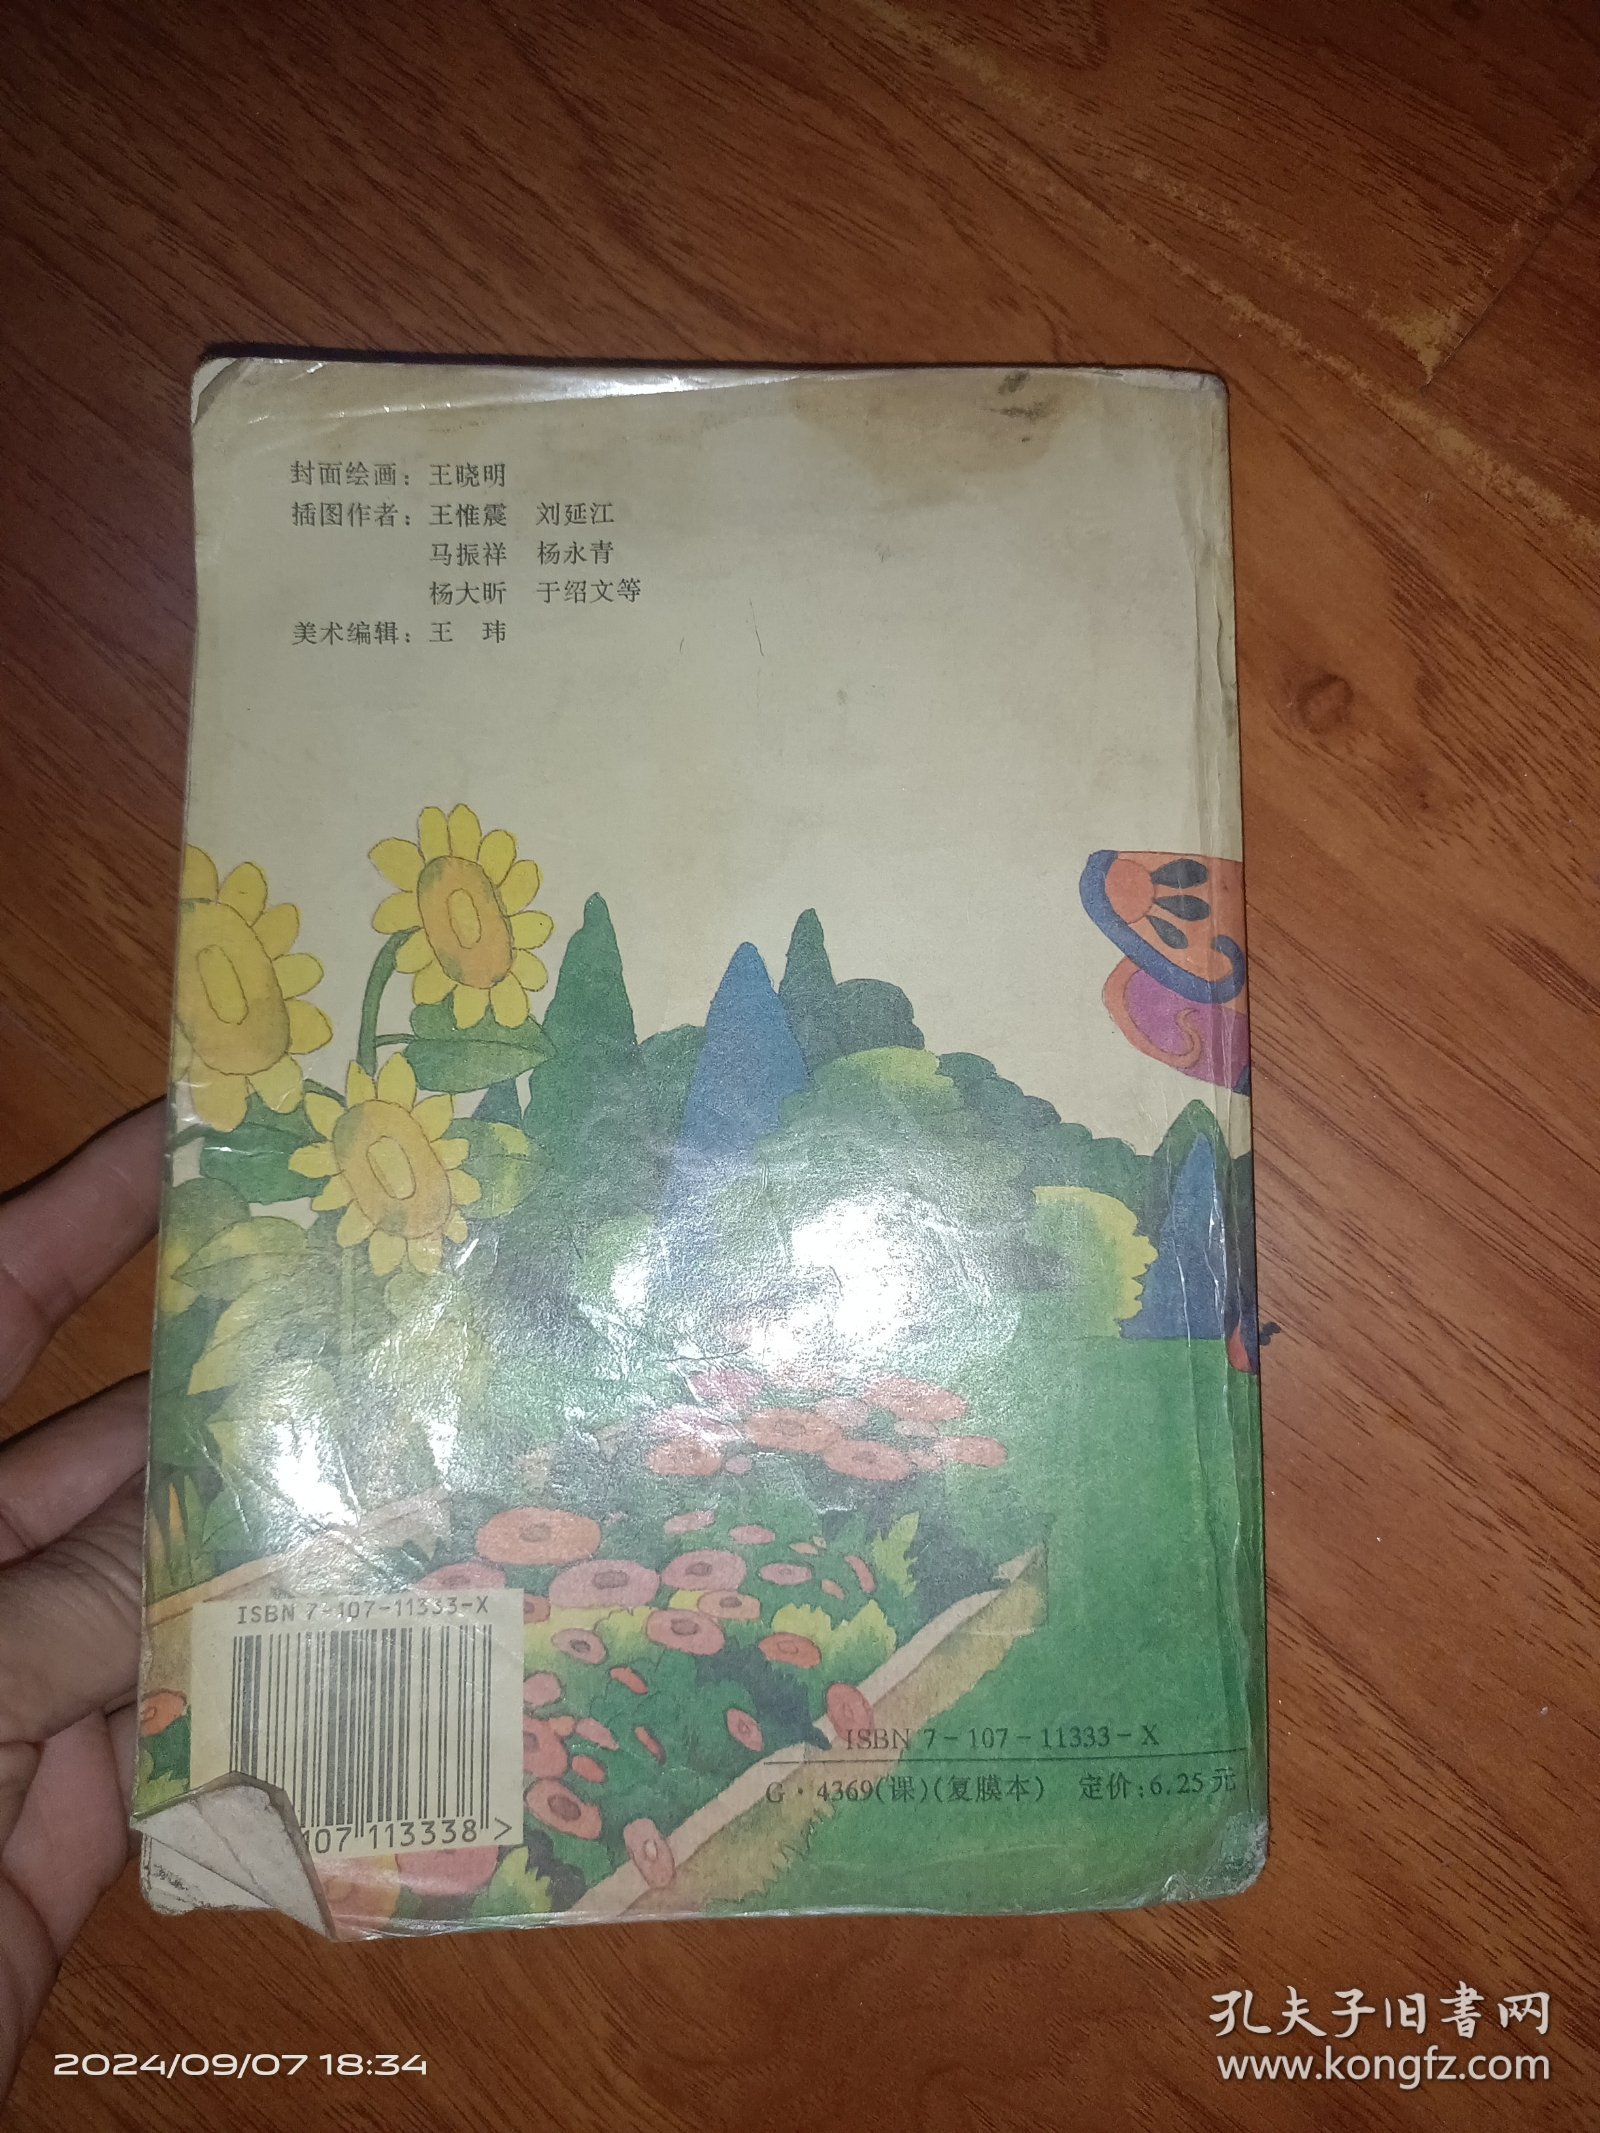 封面绘画：王晓明
插图作者：王惟震　刘延江
马振祥　杨永青
杨大昕　于绍文等
美术编辑：王　玮
ISBN 7-107-11333-X
107 113338 >
ISBN 7-107-11333-X
G·4369(课)(复膜本)　定价:6.25元
孔夫子旧書网
www.kongfz.com
2024/09/07 18:34